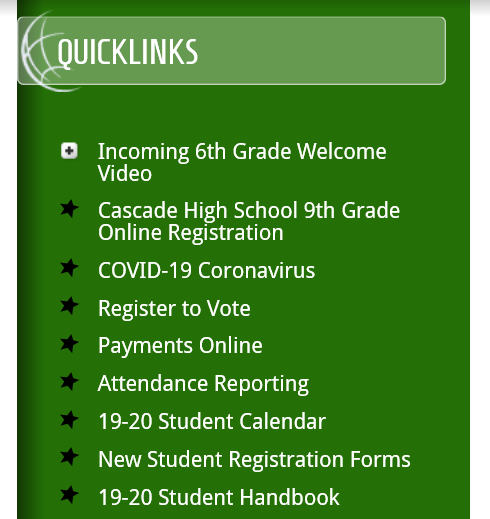 QUICKLINKS
Incoming 6th Grade Welcome
Video
Cascade High School 9th Grade
Online Registration
COVID-19 Coronavirus
Register to Vote
Payments Online
Attendance Reporting
19-20 Student Calendar
New Student Registration Forms
19-20 Student Handbook